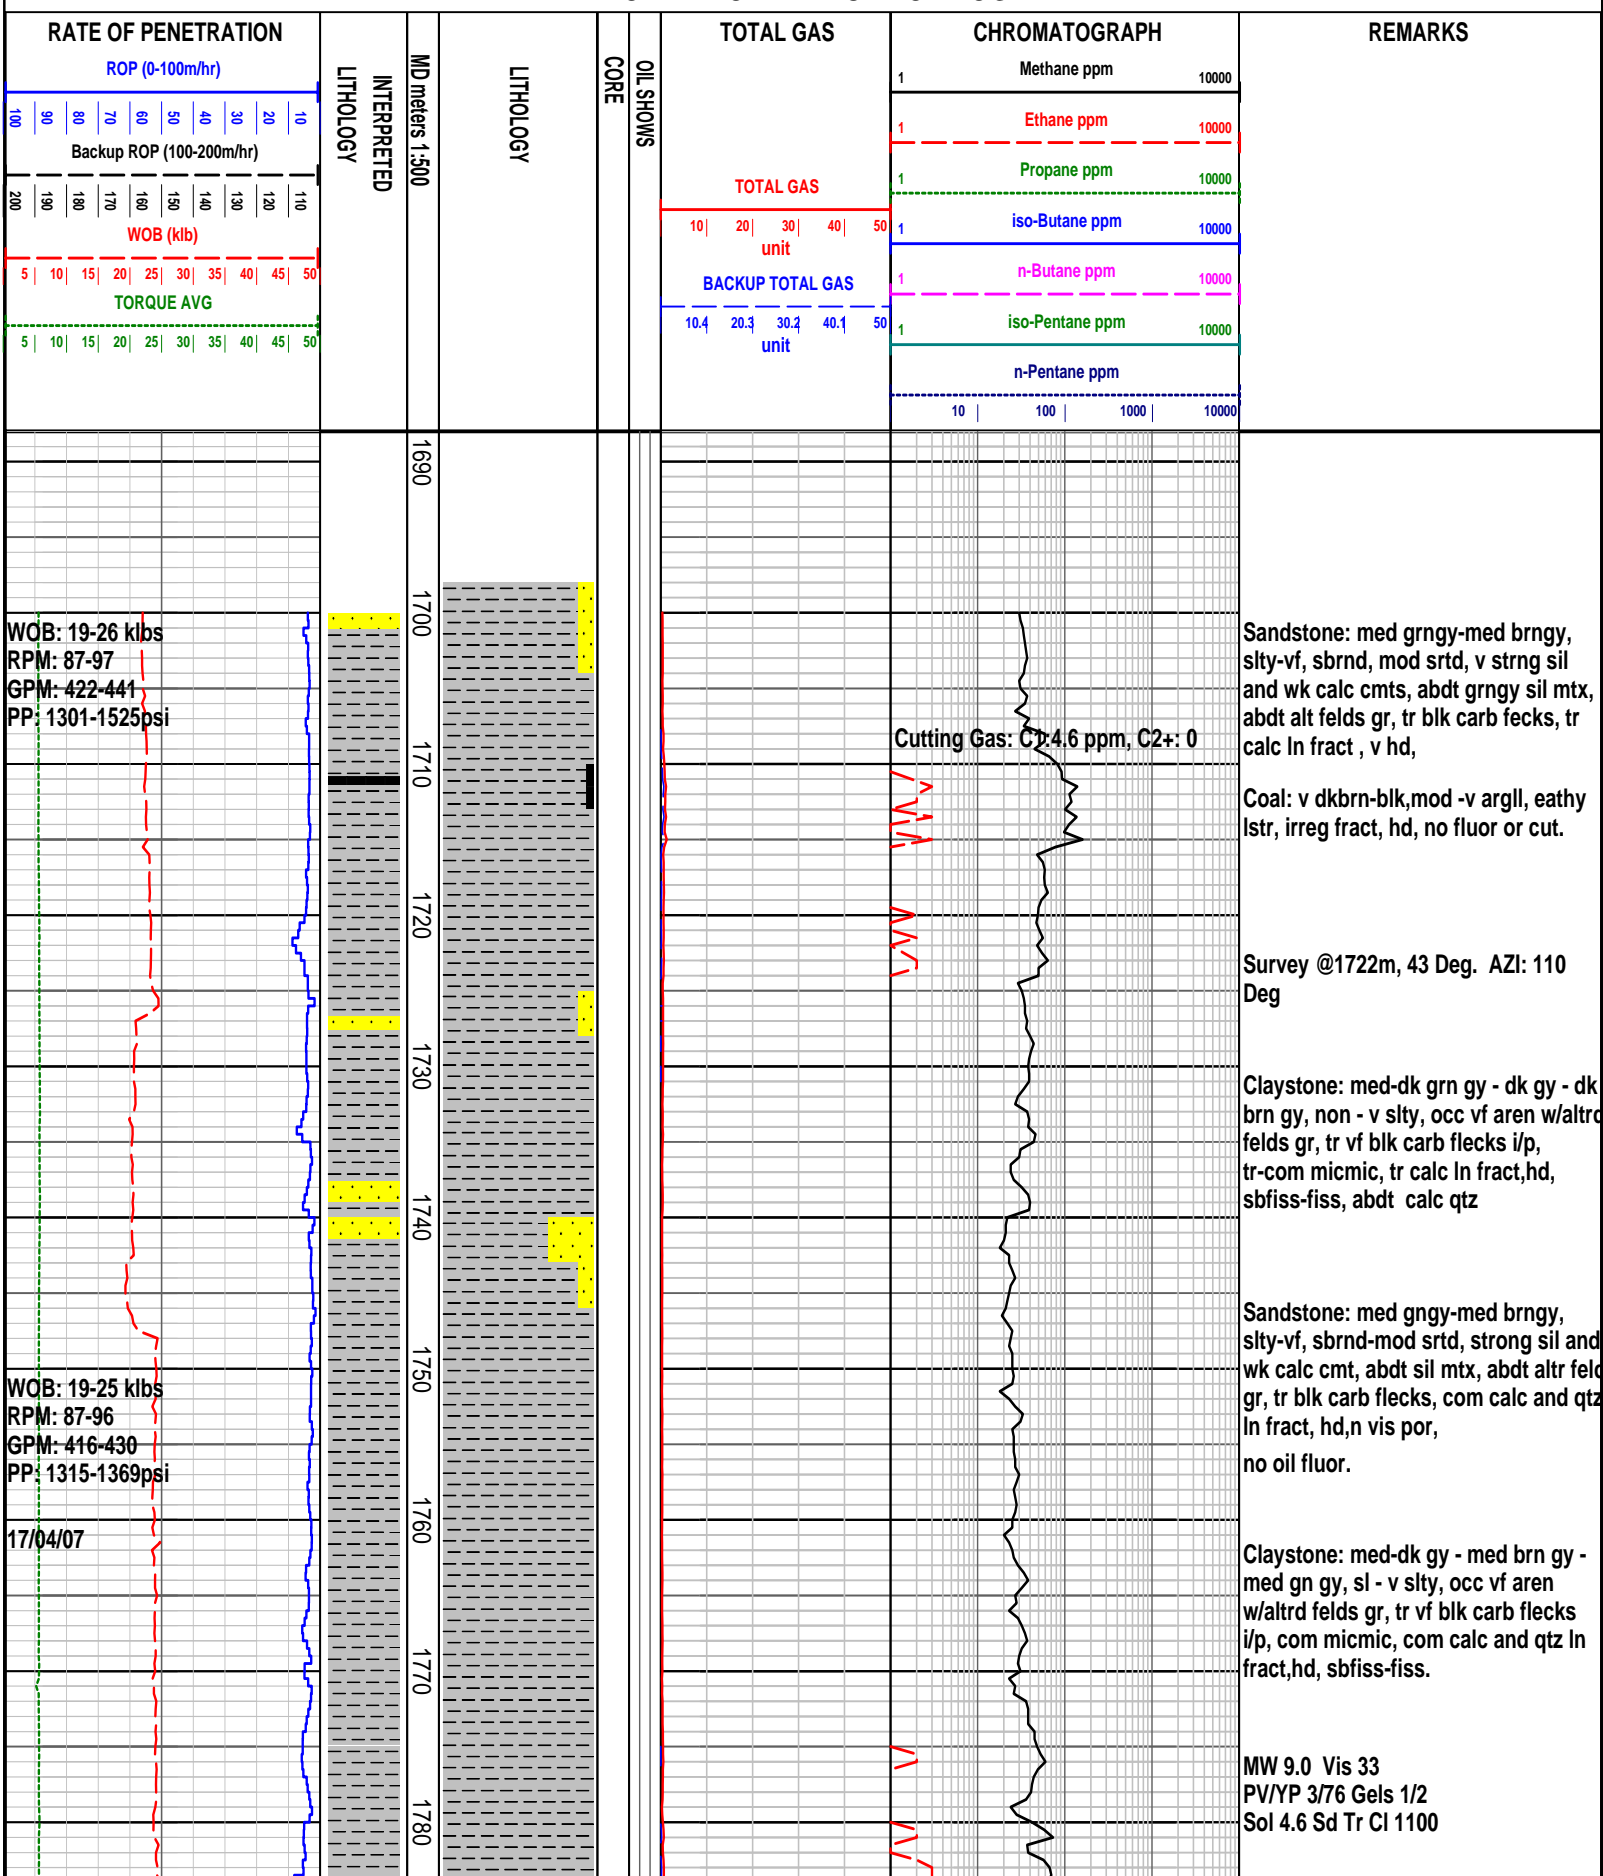 RATE OF PENETRATION
ROP (0-100m/hr)
100 90 80 70 60 50 40 30 20 10
Backup ROP (100-200m/hr)
200 190 180 170 160 150 140 130 120 110
WOB (klb)
5 10 15 20 25 30 35 40 45 50
TORQUE AVG
5 10 15 20 25 30 35 40 45 50
INTERPRETED
LITHOLOGY
MD meters 1:500
LITHOLOGY
CORE
OIL SHOWS
TOTAL GAS
TOTAL GAS
10 20 30 40 50
unit
BACKUP TOTAL GAS
10.4 20.3 30.2 40.1 50
unit
CHROMATOGRAPH
1 Methane ppm 10000
1 Ethane ppm 10000
1 Propane ppm 10000
1 iso-Butane ppm 10000
1 n-Butane ppm 10000
1 iso-Pentane ppm 10000
n-Pentane ppm
10 100 1000 10000
REMARKS
1690
1700
1710
1720
1730
1740
1750
1760
1770
1780
WOB: 19-26 klbs
RPM: 87-97
GPM: 422-441
PP: 1301-1525psi
WOB: 19-25 klbs
RPM: 87-96
GPM: 416-430
PP: 1315-1369psi
17/04/07
Cutting Gas: C1:4.6 ppm, C2+: 0
Sandstone: med grngy-med brngy,
slty-vf, sbrnd, mod srtd, v strng sil
and wk calc cmts, abdt grngy sil mtx,
abdt alt felds gr, tr blk carb fecks, tr
calc In fract , v hd,
Coal: v dkbrn-blk,mod -v argll, eathy
lstr, irreg fract, hd, no fluor or cut.
Survey @1722m, 43 Deg.  AZI: 110
Deg
Claystone: med-dk grn gy - dk gy - dk
brn gy, non - v slty, occ vf aren w/altrd
felds gr, tr vf blk carb flecks i/p,
tr-com micmic, tr calc In fract,hd,
sbfiss-fiss, abdt  calc qtz
Sandstone: med gngy-med brngy,
slty-vf, sbrnd-mod srtd, strong sil and
wk calc cmt, abdt sil mtx, abdt altr feld
gr, tr blk carb flecks, com calc and qtz
In fract, hd,n vis por,
no oil fluor.
Claystone: med-dk gy - med brn gy -
med gn gy, sl - v slty, occ vf aren
w/altrd felds gr, tr vf blk carb flecks
i/p, com micmic, com calc and qtz In
fract,hd, sbfiss-fiss.
MW 9.0  Vis 33
PV/YP 3/76 Gels 1/2
Sol 4.6 Sd Tr Cl 1100